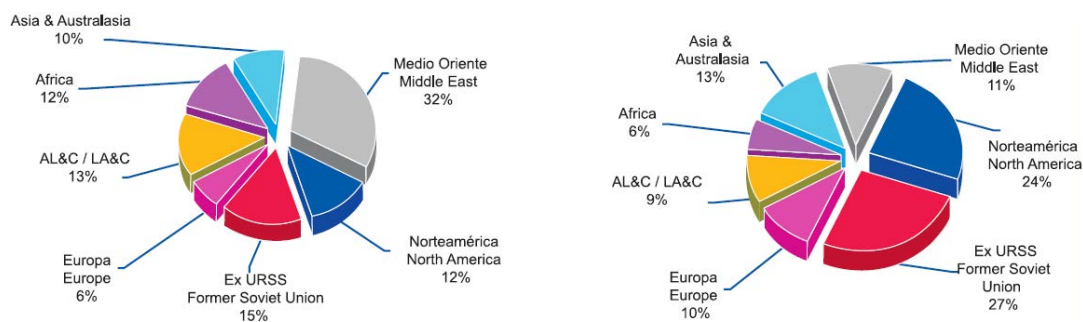 Asia & Australasia
10%
Medio Oriente
Middle East
32%
Africa
12%
AL&C / LA&C
13%
Norteamérica
North America
12%
Europa
Europe
6%
Ex URSS
Former Soviet Union
15%
Asia &
Australasia
13%
Medio Oriente
Middle East
11%
Africa
6%
Norteamérica
North America
24%
AL&C / LA&C
9%
Ex URSS
Former Soviet
Union
27%
Europa
Europe
10%